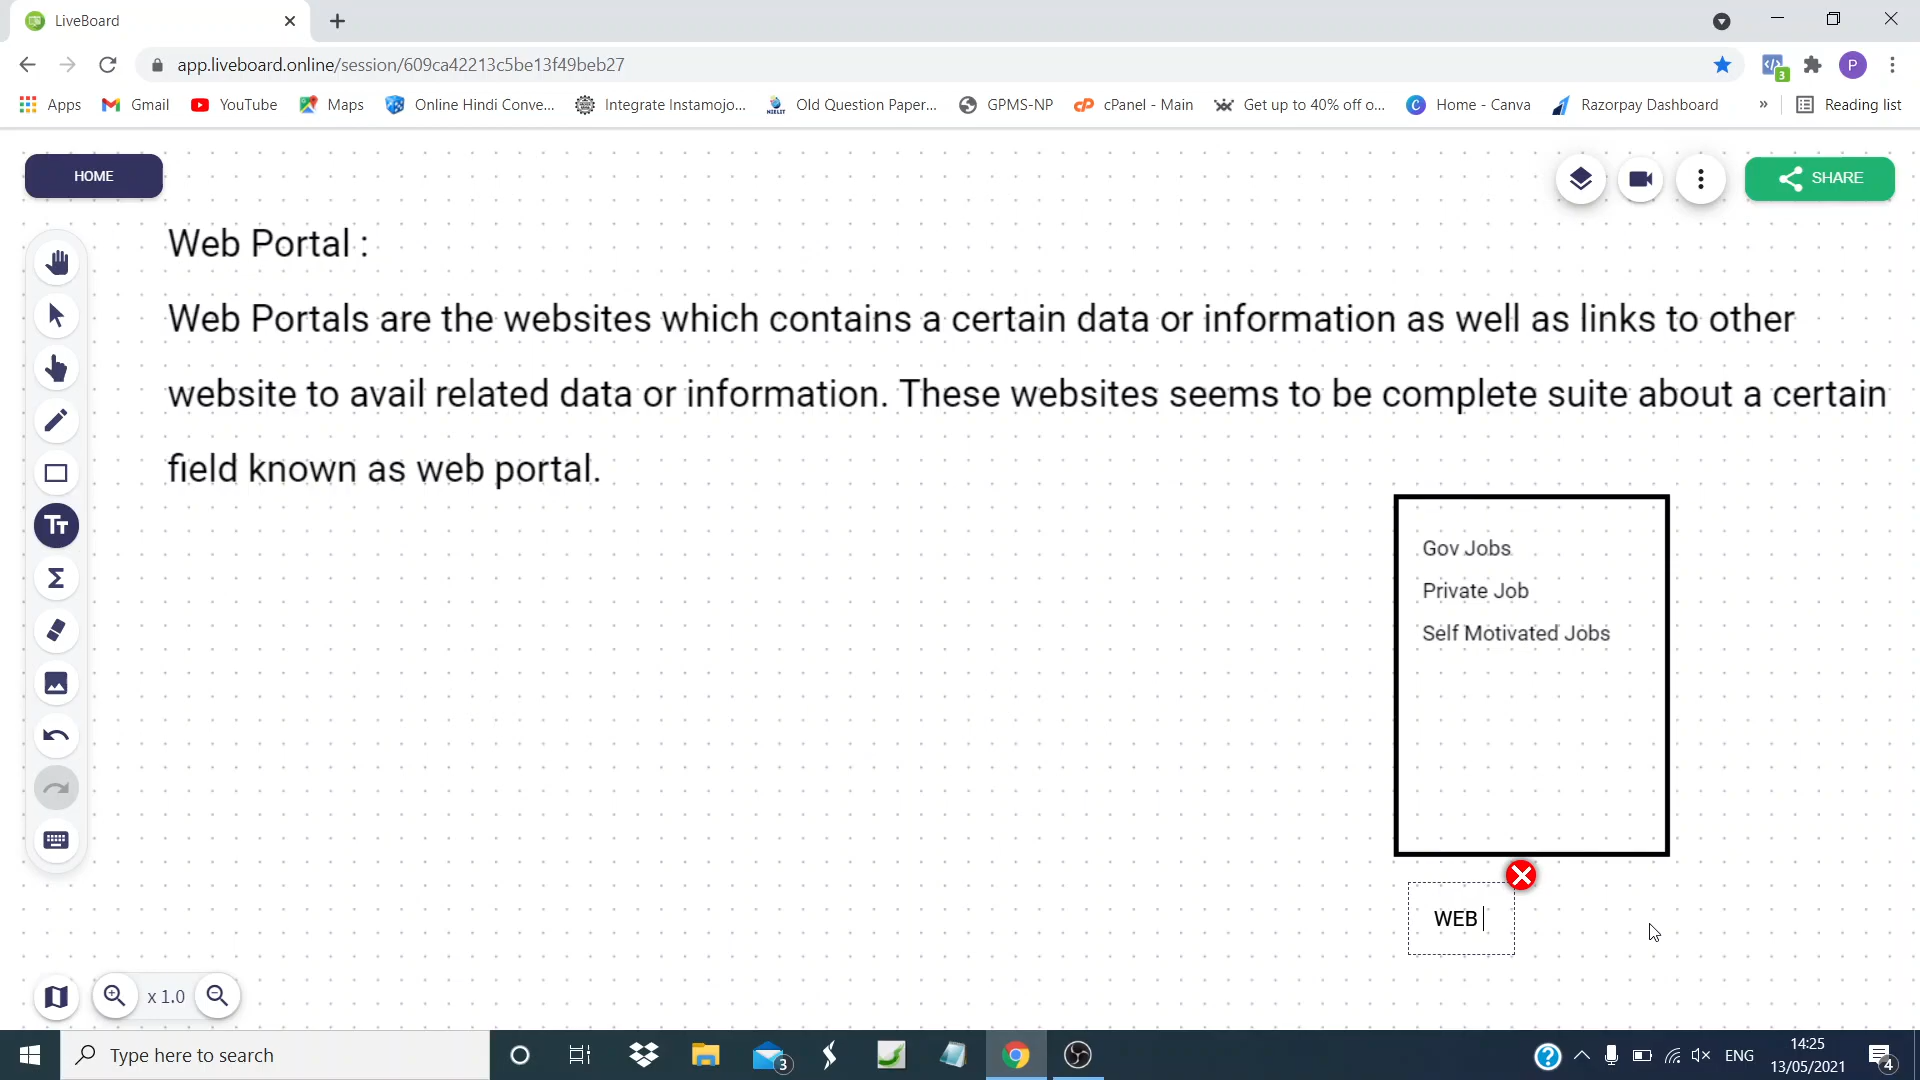 LiveBoard
app.liveboard.online/session/609ca42213c5be13f49beb27
3
P
Apps
Gmail
YouTube
Maps
Online Hindi Conve...
Integrate Instamojo...
Old Question Paper...
GPMS-NP
cPanel - Main
Get up to 40% off o...
Home - Canva
Razorpay Dashboard
»
Reading list
HOME
SHARE
Web Portal :
Web Portals are the websites which contains a certain data or information as well as links to other
website to avail related data or information. These websites seems to be complete suite about a certain
field known as web portal.
Gov Jobs
Private Job
Self Motivated Jobs
WEB
x 1.0
Type here to search
3
ENG
14:25
13/05/2021
4